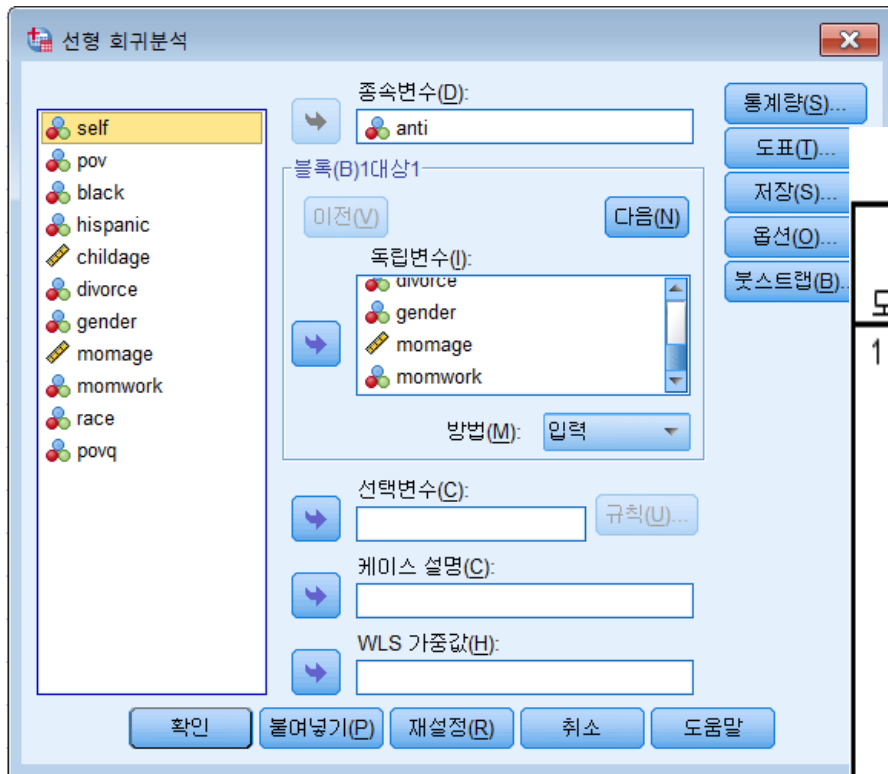 선형 회귀분석
self
pov
black
hispanic
childage
divorce
gender
momage
momwork
race
povq
종속변수(D):
anti
블록(B)1대상1
이전(V)
다음(N)
독립변수(I):
divorce
gender
momage
momwork
방법(M):
입력
선택변수(C):
규칙(U)...
케이스 설명(C):
WLS 가중값(H):
통계량(S)...
도표(T)...
저장(S)...
옵션(O)...
붓스트랩(B)..
1
확인
붙여넣기(P)
재설정(R)
취소
도움말